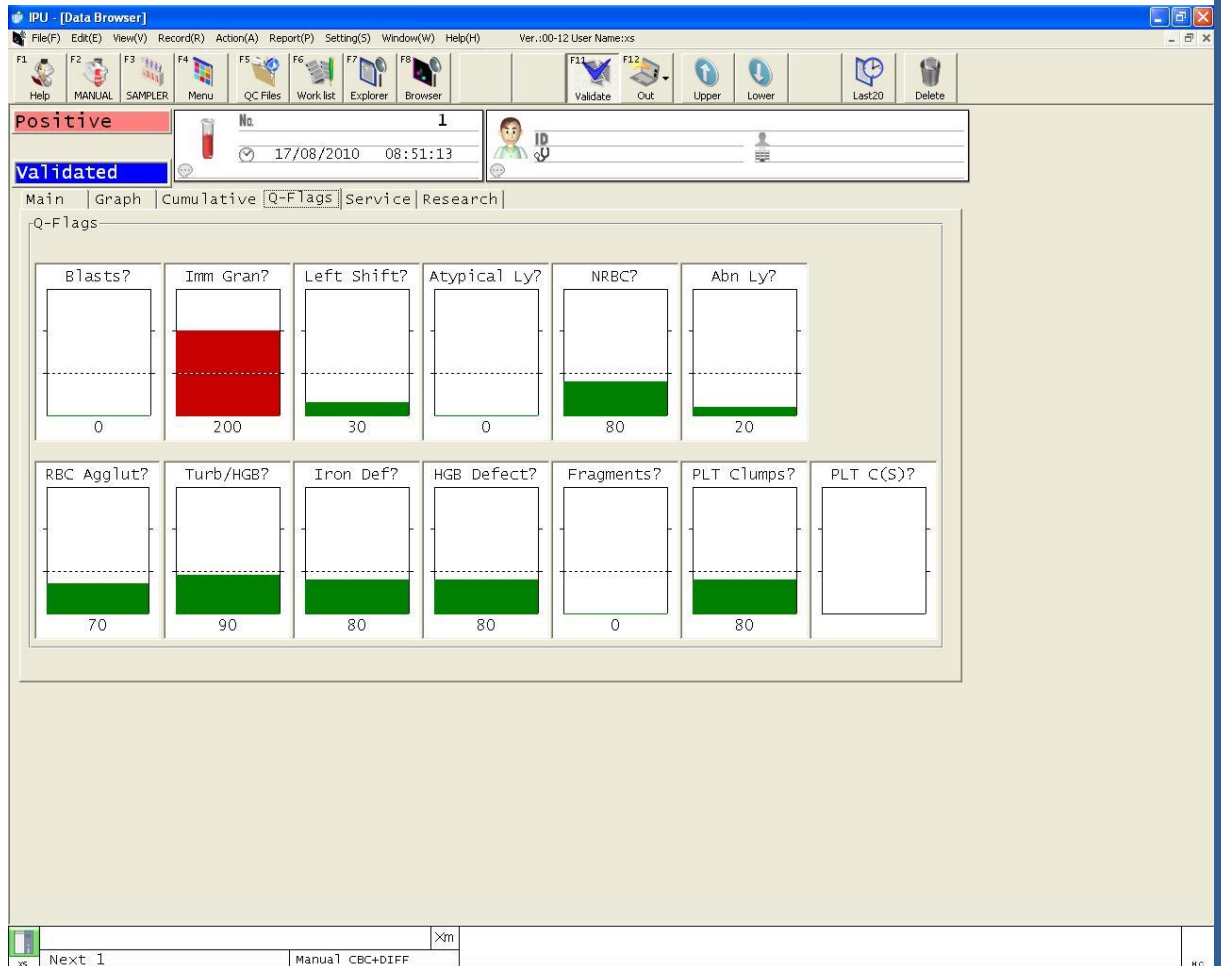 IPU - [Data Browser]
File(F) Edit(E) View(V) Record(R) Action(A) Report(P) Setting(S) Window(W) Help(H) Ver.:00-12 User Name:xs
F1 F2 F3 F4 F5 F6 F7 F8 F11 F12
Help MANUAL SAMPLER Menu QC Files Work list Explorer Browser Validate Out Upper Lower Last20 Delete
Positive
No. 1
ID
17/08/2010 08:51:13
Validated
Main Graph Cumulative Q-Flags Service Research
Q-Flags
Blasts? Imm Gran? Left Shift? Atypical Ly? NRBC? Abn Ly?
0 200 30 0 80 20
RBC Agglut? Turb/HGB? Iron Def? HGB Defect? Fragments? PLT Clumps? PLT C(S)?
70 90 80 80 0 80
Xm
XS Next 1 Manual CBC+DIFF